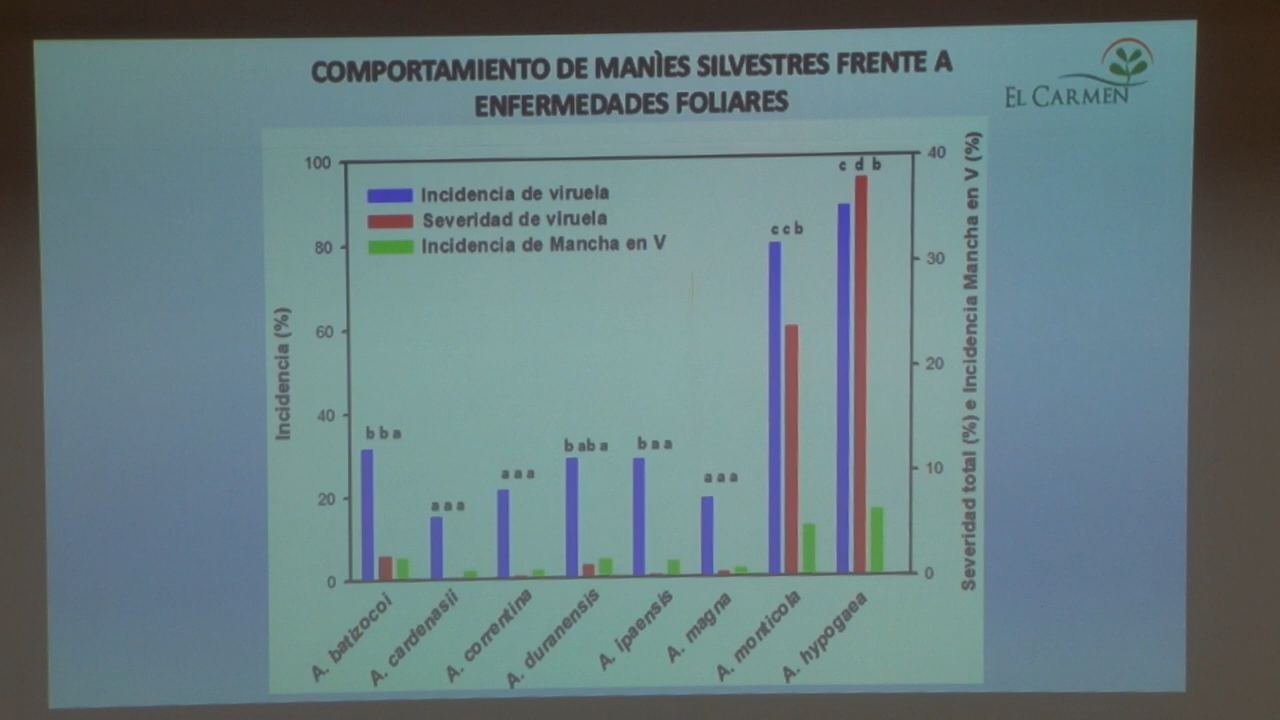 COMPORTAMIENTO DE MANÌES SILVESTRES FRENTE A
ENFERMEDADES FOLIARES
EL CARMEN
Incidencia de viruela
Severidad de viruela
Incidencia de Mancha en V
Incidencia (%)
100
80
60
40
20
0
b b a
a a a
a a a
b ab a
b a a
a a a
c c b
c d b
40
30
20
10
0
Severidad total (%) e Incidencia Mancha en V (%)
A. batizocoi
A. cardenasii
A. correntina
A. duranensis
A. ipaensis
A. magna
A. monticola
A. hypogaea